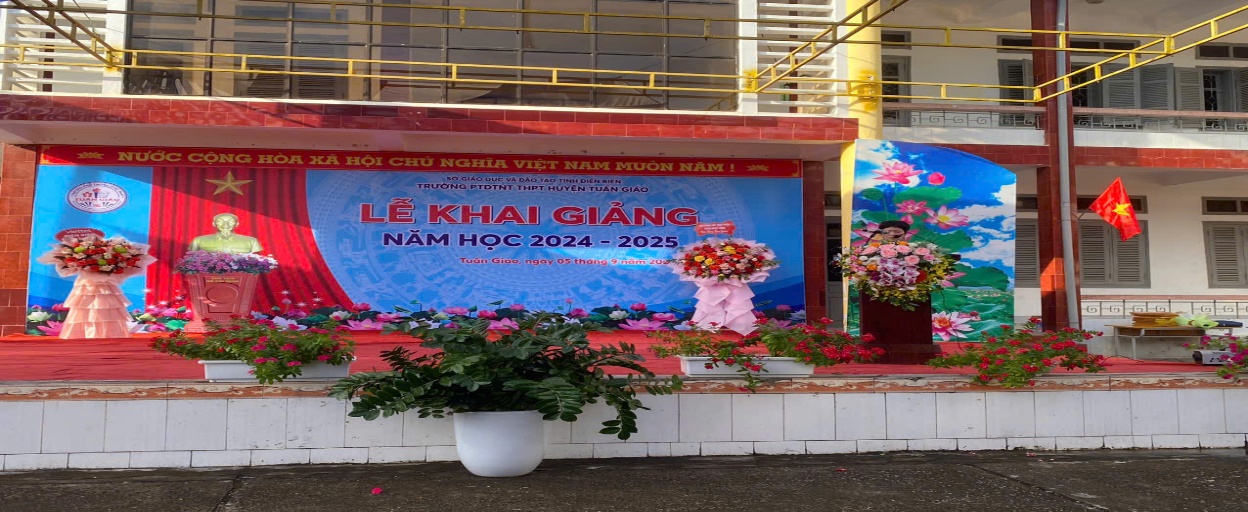 NƯỚC CỘNG HÒA XÃ HỘI CHỦ NGHĨA VIỆT NAM MUÔN NĂM !
SỞ GIÁO DỤC VÀ ĐÀO TẠO TỈNH ĐIỆN BIÊN
TRƯỜNG PTDTNT THPT HUYỆN TUẦN GIÁO
LỄ KHAI GIẢNG
NĂM HỌC 2024 - 2025
Tuần Giáo, ngày 05 tháng 9 năm
TUẦN GIÁO